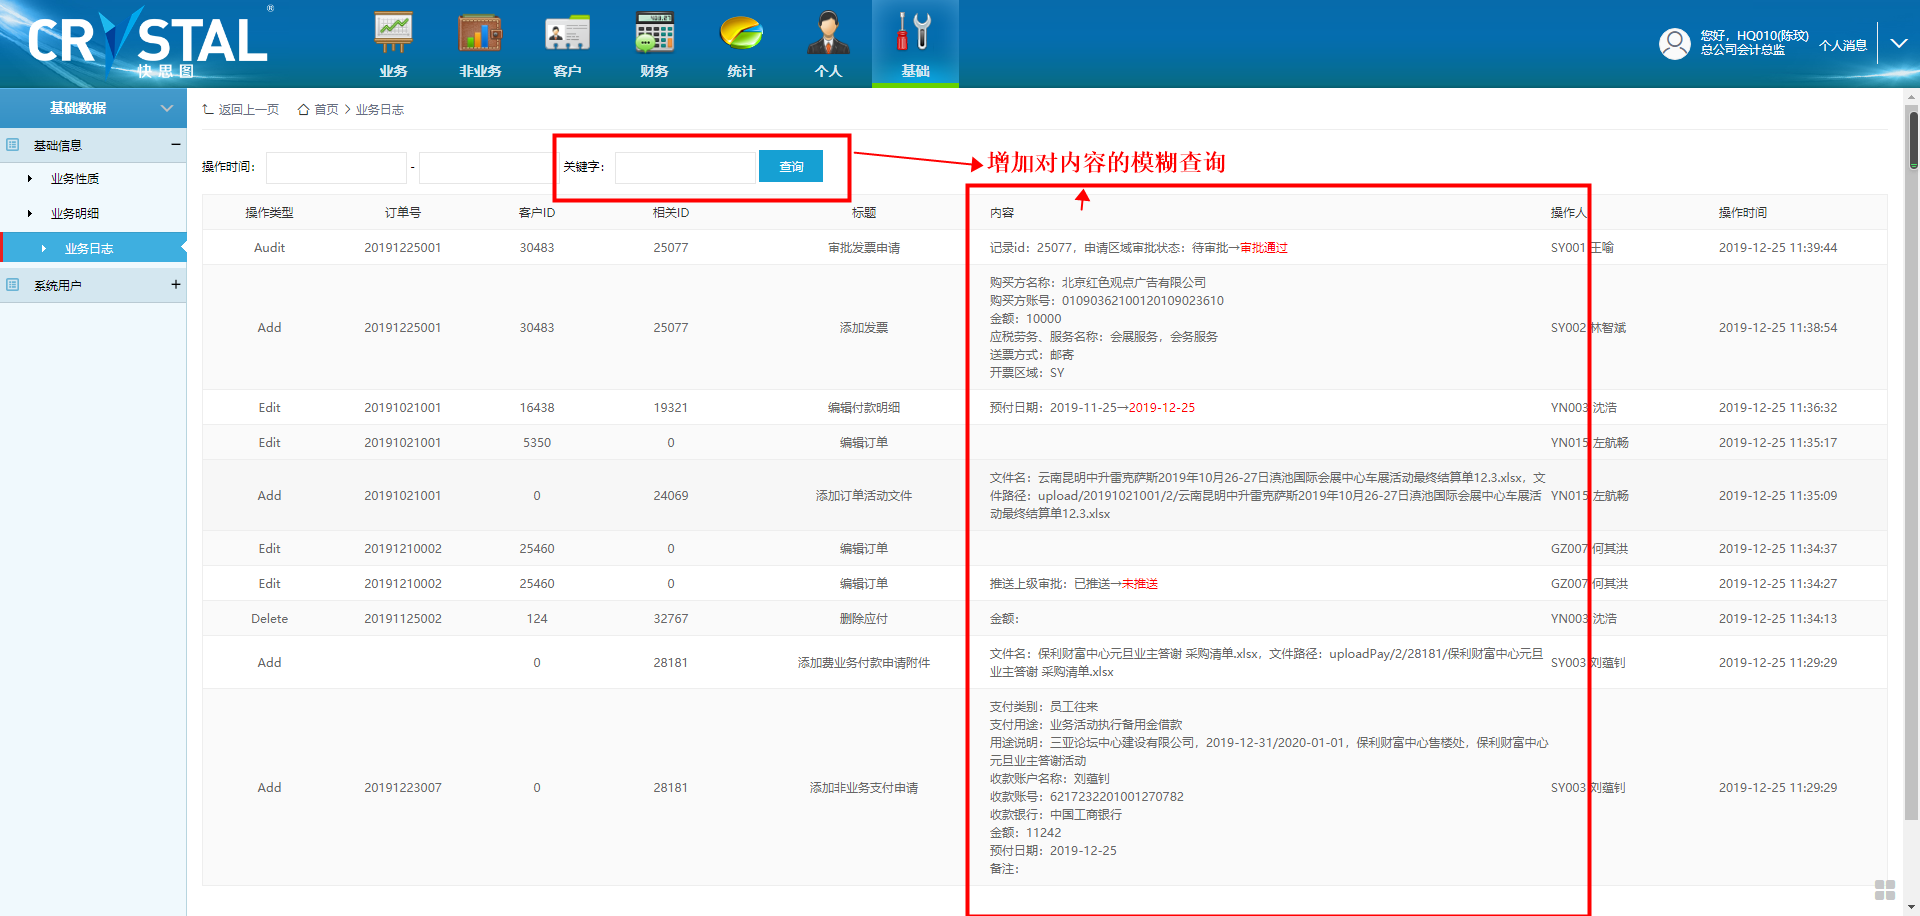 CRYSTAL ®
快思图
业务 非业务 客户 财务 统计 个人 基础
您好，HQ010(陈玟)
总公司会计总监
个人消息
基础数据
基础信息 −
业务性质
业务明细
业务日志
系统用户 +
返回上一页 首页 > 业务日志
操作时间： - 关键字： 查询
增加对内容的模糊查询
操作类型 订单号 客户ID 相关ID 标题 内容 操作人 操作时间
Audit 20191225001 30483 25077 审批发票申请 记录id：25077，申请区域审批状态：待审批→审批通过 SY001 王喻 2019-12-25 11:39:44
购买方名称：北京红色观点广告有限公司
购买方账号：01090362100120109023610
金额：10000
Add 20191225001 30483 25077 添加发票 应税劳务、服务名称：会展服务，会务服务 SY002 林智斌 2019-12-25 11:38:54
送票方式：邮寄
开票区域：SY
Edit 20191021001 16438 19321 编辑付款明细 预付日期：2019-11-25→2019-12-25 YN003 沈浩 2019-12-25 11:36:32
Edit 20191021001 5350 0 编辑订单 YN015 左航畅 2019-12-25 11:35:17
文件名：云南昆明中升雷克萨斯2019年10月26-27日滇池国际会展中心车展活动最终结算单12.3.xlsx，文
Add 20191021001 0 24069 添加订单活动文件 件路径：upload/20191021001/2/云南昆明中升雷克萨斯2019年10月26-27日滇池国际会展中心车展活 YN015 左航畅 2019-12-25 11:35:09
动最终结算单12.3.xlsx
Edit 20191210002 25460 0 编辑订单 GZ007 何其洪 2019-12-25 11:34:37
Edit 20191210002 25460 0 编辑订单 推送上级审批：已推送→未推送 GZ007 何其洪 2019-12-25 11:34:27
Delete 20191125002 124 32767 删除应付 金额： YN003 沈浩 2019-12-25 11:34:13
文件名：保利财富中心元旦业主答谢 采购清单.xlsx，文件路径：uploadPay/2/28181/保利财富中心元旦
Add 0 28181 添加费业务付款申请附件 业主答谢 采购清单.xlsx SY003 刘蕴钊 2019-12-25 11:29:29
支付类别：员工往来
支付用途：业务活动执行备用金借款
用途说明：三亚论坛中心建设有限公司，2019-12-31/2020-01-01，保利财富中心售楼处，保利财富中心
元旦业主答谢活动
收款账户名称：刘蕴钊
Add 20191223007 0 28181 添加非业务支付申请 SY003 刘蕴钊 2019-12-25 11:29:29
收款账号：6217232201001270782
收款银行：中国工商银行
金额：11242
预付日期：2019-12-25
备注：